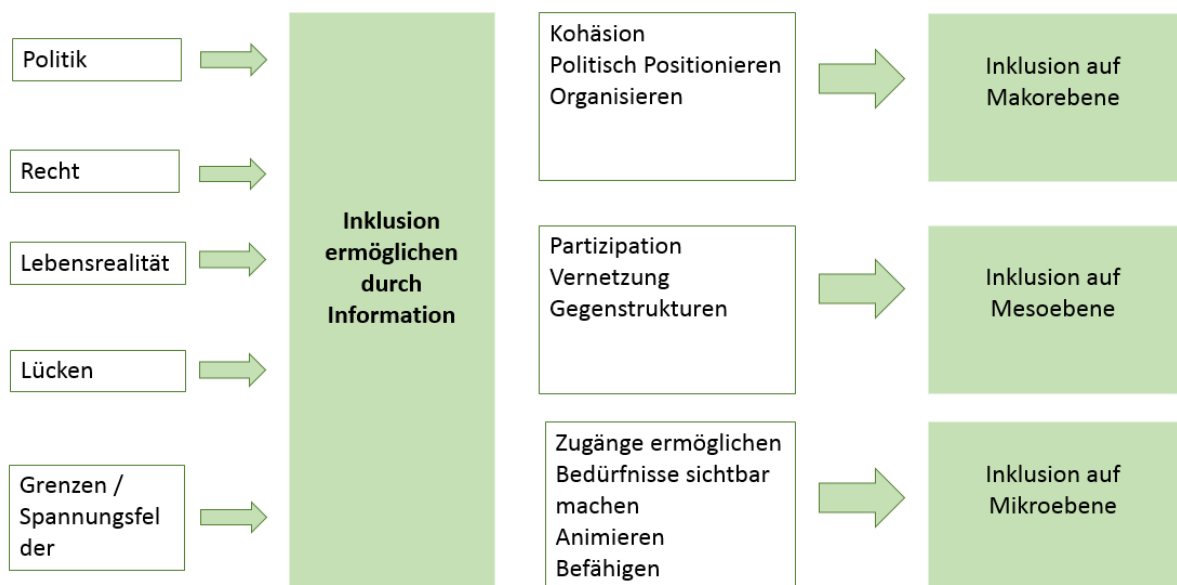 Politik
Recht
Lebensrealität
Lücken
Grenzen /
Spannungsfel
der
Inklusion
ermöglichen
durch
Information
Kohäsion
Politisch Positionieren
Organisieren
Inklusion auf
Makorebene
Partizipation
Vernetzung
Gegenstrukturen
Inklusion auf
Mesoebene
Zugänge ermöglichen
Bedürfnisse sichtbar
machen
Animieren
Befähigen
Inklusion auf
Mikroebene